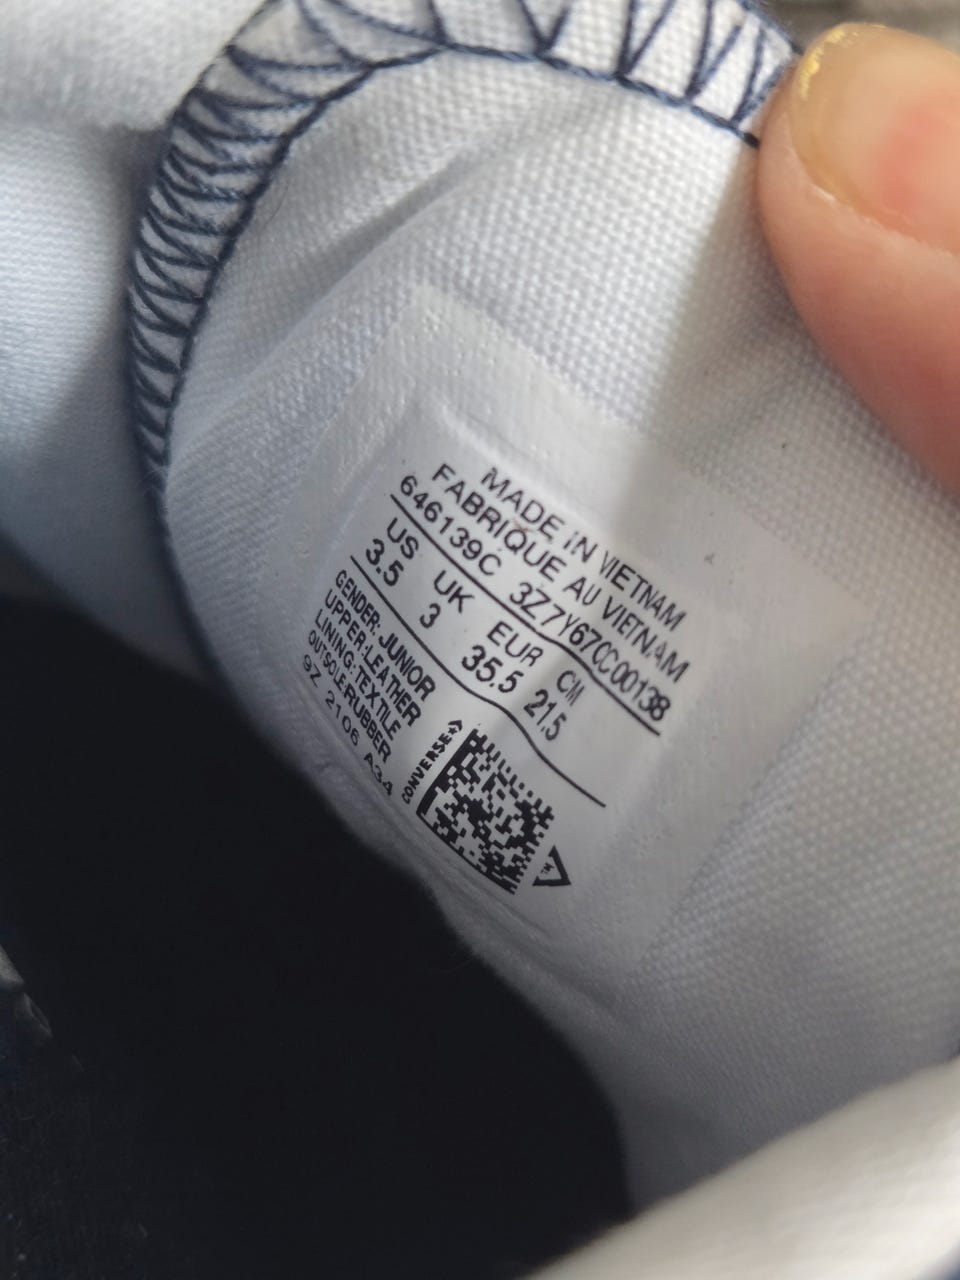 MADE IN VIETNAM
FABRIQUE AU VIETNAM
646139C 3Z7Y67CC00138
US UK EUR CM
3.5 3 35.5 21.5
GENDER: JUNIOR
UPPER:LEATHER
LINING:TEXTILE
OUTSOLE:RUBBER
9Z 2106 A34
CONVERSE